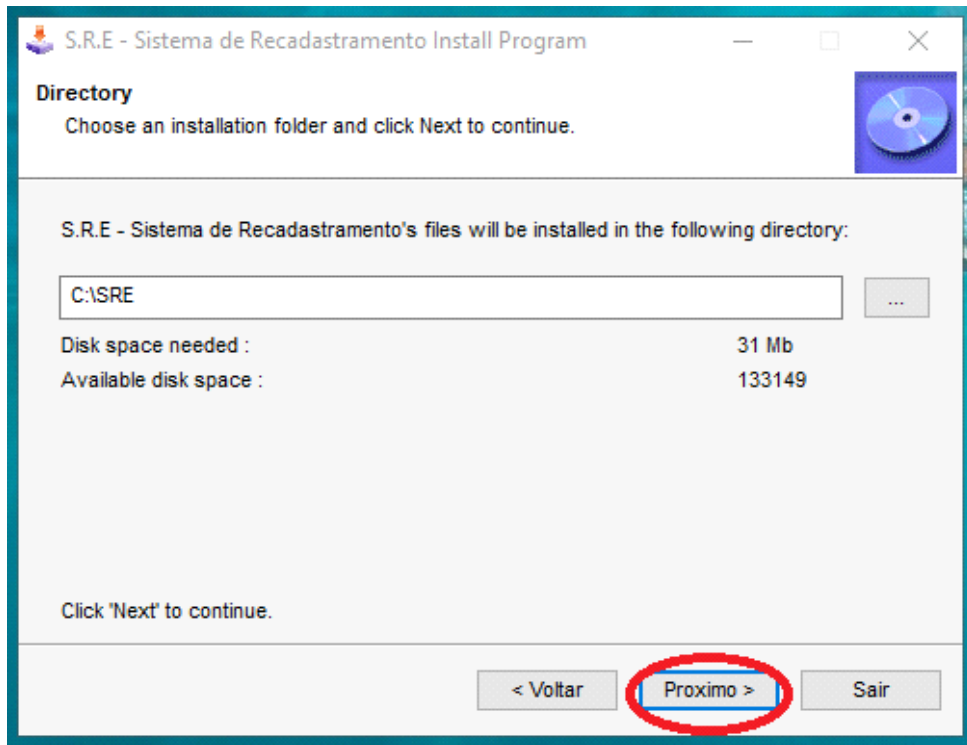 S.R.E - Sistema de Recadastramento Install Program
Directory
Choose an installation folder and click Next to continue.
S.R.E - Sistema de Recadastramento's files will be installed in the following directory:
C:\SRE
...
Disk space needed : 31 Mb
Available disk space : 133149
Click 'Next' to continue.
< Voltar Proximo > Sair